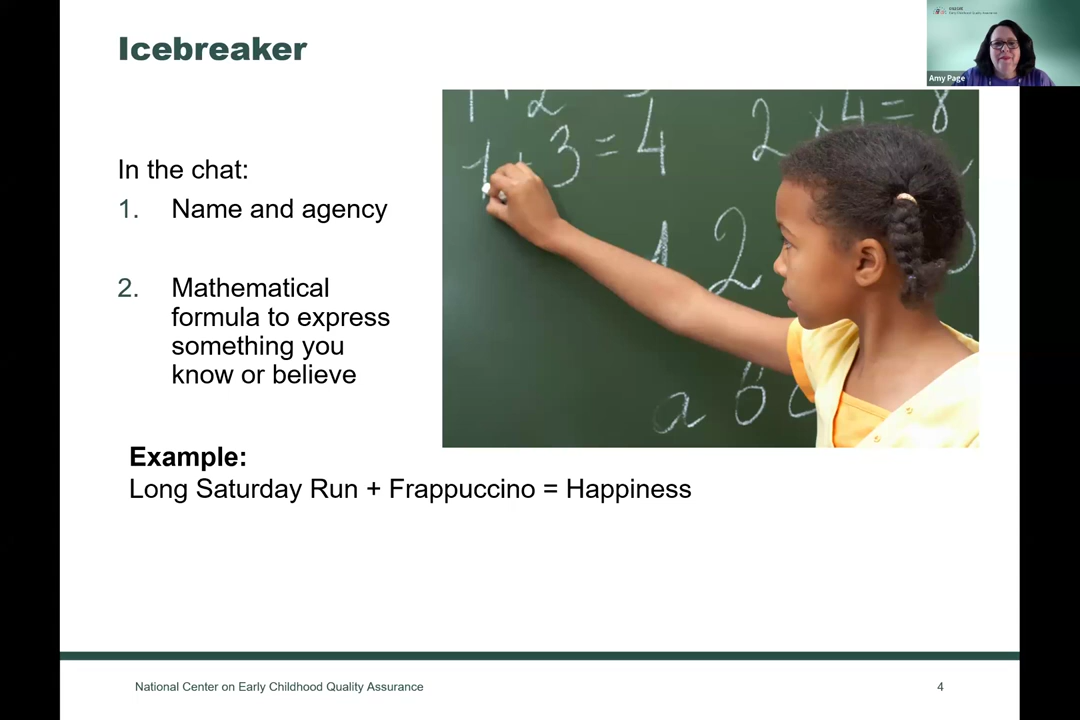 Icebreaker
Amy Page
1 + 3 = 4
2 x 4 = 8
1 2
a b c
In the chat:
1. Name and agency
2. Mathematical
formula to express
something you
know or believe
Example:
Long Saturday Run + Frappuccino = Happiness
National Center on Early Childhood Quality Assurance
4